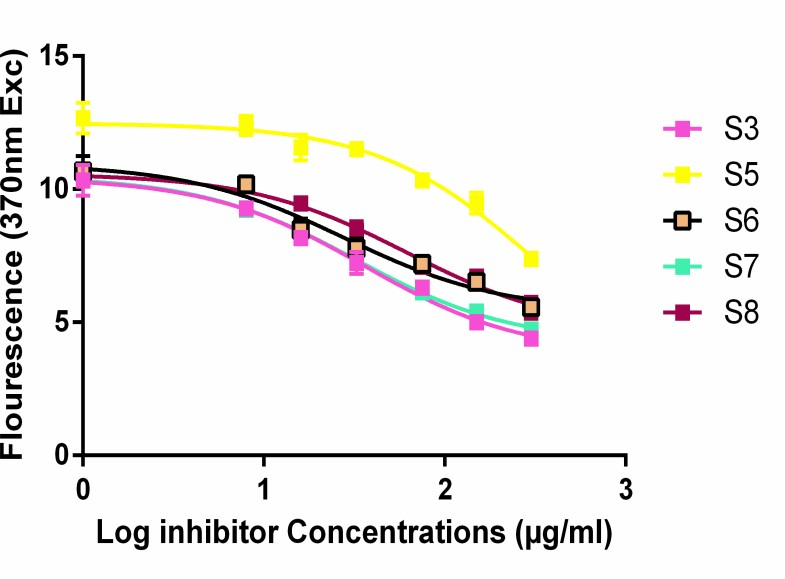 Flourescence (370nm Exc)
15
10
5
0
0 1 2 3
Log inhibitor Concentrations (µg/ml)
S3
S5
S6
S7
S8